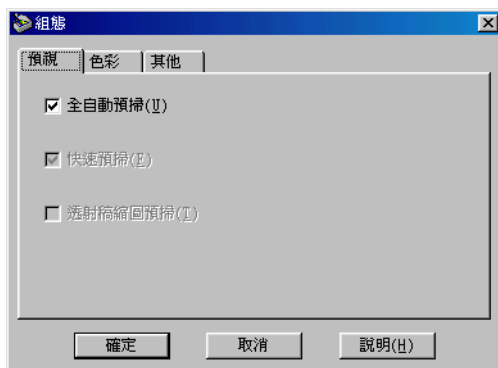 組態
預視 色彩 其他
全自動預掃(U)
快速預掃(F)
透射稿縮圖預掃(T)
確定 取消 說明(H)